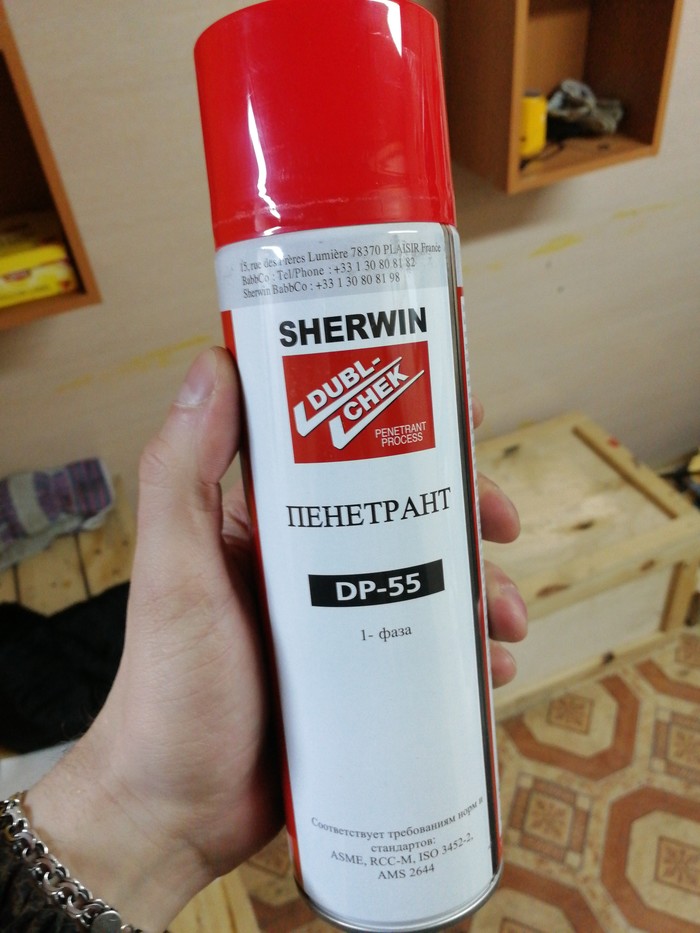 15, rue des Frères Lumière 78370 PLAISIR France
BabbCo : Tel/Phone : +33 1 30 80 81 82
Sherwin BabbCo : +33 1 30 80 81 98
SHERWIN
DUBL-
CHEK
PENETRANT
PROCESS
ПЕНЕТРАНТ
DP-55
1- фаза
Соответствует требованиям норм и
стандартов:
ASME, RCC-M, ISO 3452-2,
AMS 2644